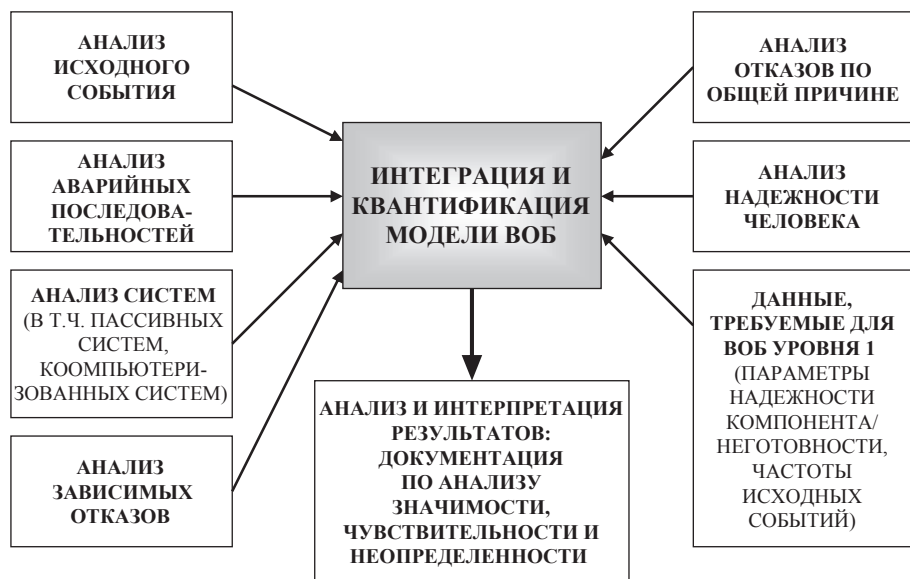 АНАЛИЗ
ИСХОДНОГО
СОБЫТИЯ
АНАЛИЗ
АВАРИЙНЫХ
ПОСЛЕДОВА-
ТЕЛЬНОСТЕЙ
АНАЛИЗ СИСТЕМ
(В Т.Ч. ПАССИВНЫХ
СИСТЕМ,
КООМПЬЮТЕРИ-
ЗОВАННЫХ СИСТЕМ)
АНАЛИЗ
ЗАВИСИМЫХ
ОТКАЗОВ
ИНТЕГРАЦИЯ И
КВАНТИФИКАЦИЯ
МОДЕЛИ ВОБ
АНАЛИЗ И ИНТЕРПРЕТАЦИЯ
РЕЗУЛЬТАТОВ:
ДОКУМЕНТАЦИЯ
ПО АНАЛИЗУ
ЗНАЧИМОСТИ,
ЧУВСТВИТЕЛЬНОСТИ И
НЕОПРЕДЕЛЕННОСТИ
АНАЛИЗ
ОТКАЗОВ ПО
ОБЩЕЙ ПРИЧИНЕ
АНАЛИЗ
НАДЕЖНОСТИ
ЧЕЛОВЕКА
ДАННЫЕ,
ТРЕБУЕМЫЕ ДЛЯ
ВОБ УРОВНЯ 1
(ПАРАМЕТРЫ
НАДЕЖНОСТИ
КОМПОНЕНТА/
НЕГОТОВНОСТИ,
ЧАСТОТЫ
ИСХОДНЫХ
СОБЫТИЙ)